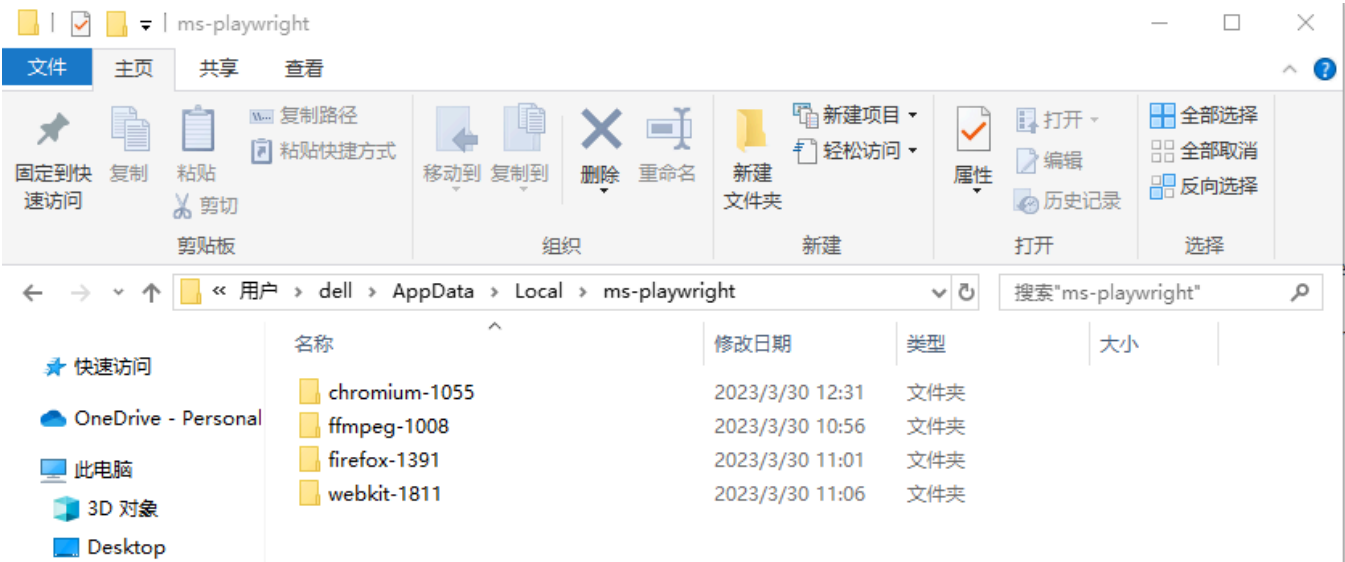 ms-playwright
文件 主页 共享 查看
固定到快速访问
复制
粘贴
复制路径
粘贴快捷方式
剪切
剪贴板
移动到
复制到
删除
重命名
组织
新建文件夹
新建项目
轻松访问
新建
属性
打开
编辑
历史记录
打开
全部选择
全部取消
反向选择
选择
« 用户 › dell › AppData › Local › ms-playwright
搜索"ms-playwright"
快速访问
OneDrive - Personal
此电脑
3D 对象
Desktop
名称 修改日期 类型 大小
chromium-1055 2023/3/30 12:31 文件夹
ffmpeg-1008 2023/3/30 10:56 文件夹
firefox-1391 2023/3/30 11:01 文件夹
webkit-1811 2023/3/30 11:06 文件夹